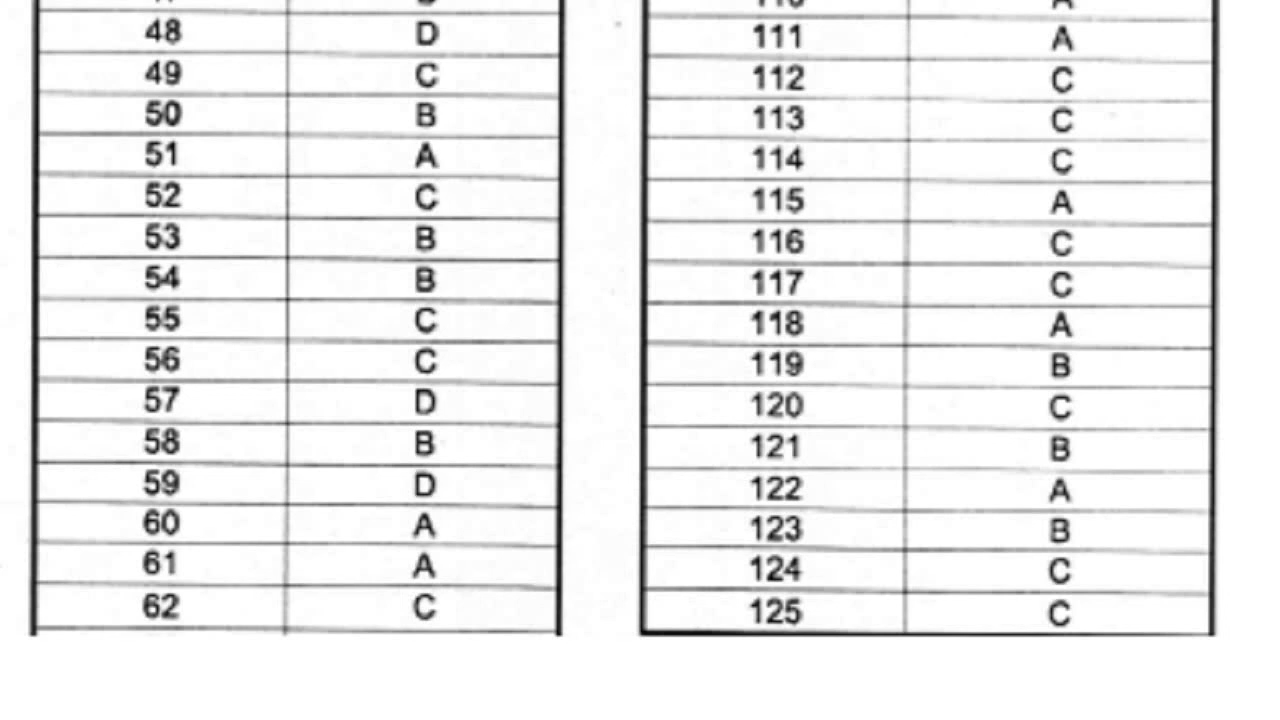 48 D
49 C
50 B
51 A
52 C
53 B
54 B
55 C
56 C
57 D
58 B
59 D
60 A
61 A
62 C
111 A
112 C
113 C
114 C
115 A
116 C
117 C
118 A
119 B
120 C
121 B
122 A
123 B
124 C
125 C